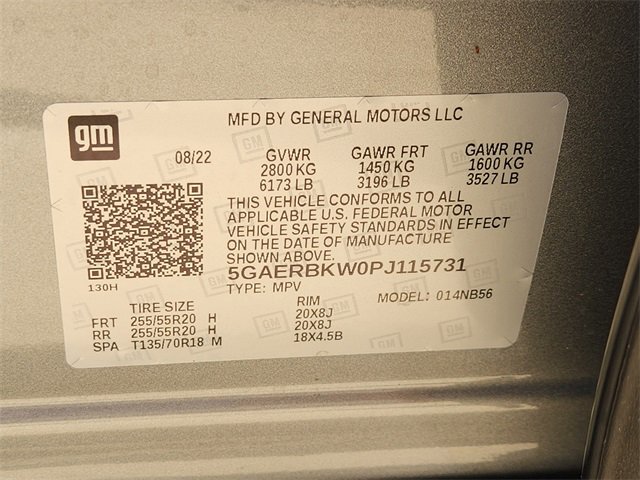 gm
MFD BY GENERAL MOTORS LLC
08/22 GVWR GAWR FRT GAWR RR
2800 KG 1450 KG 1600 KG
6173 LB 3196 LB 3527 LB
THIS VEHICLE CONFORMS TO ALL
APPLICABLE U.S. FEDERAL MOTOR
VEHICLE SAFETY STANDARDS IN EFFECT
ON THE DATE OF MANUFACTURE
SHOWN ABOVE.
5GAERBKW0PJ115731
130H
TYPE: MPV MODEL: 014NB56
TIRE SIZE RIM
FRT 255/55R20 H 20X8J
RR 255/55R20 H 20X8J
SPA T135/70R18 M 18X4.5B